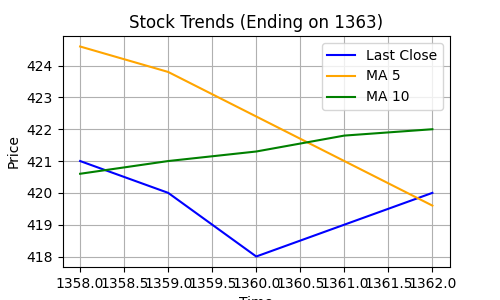 Stock Trends (Ending on 1363)
Last Close
MA 5
MA 10
Price
424
423
422
421
420
419
418
1358.0 1358.5 1359.0 1359.5 1360.0 1360.5 1361.0 1361.5 1362.0
Time